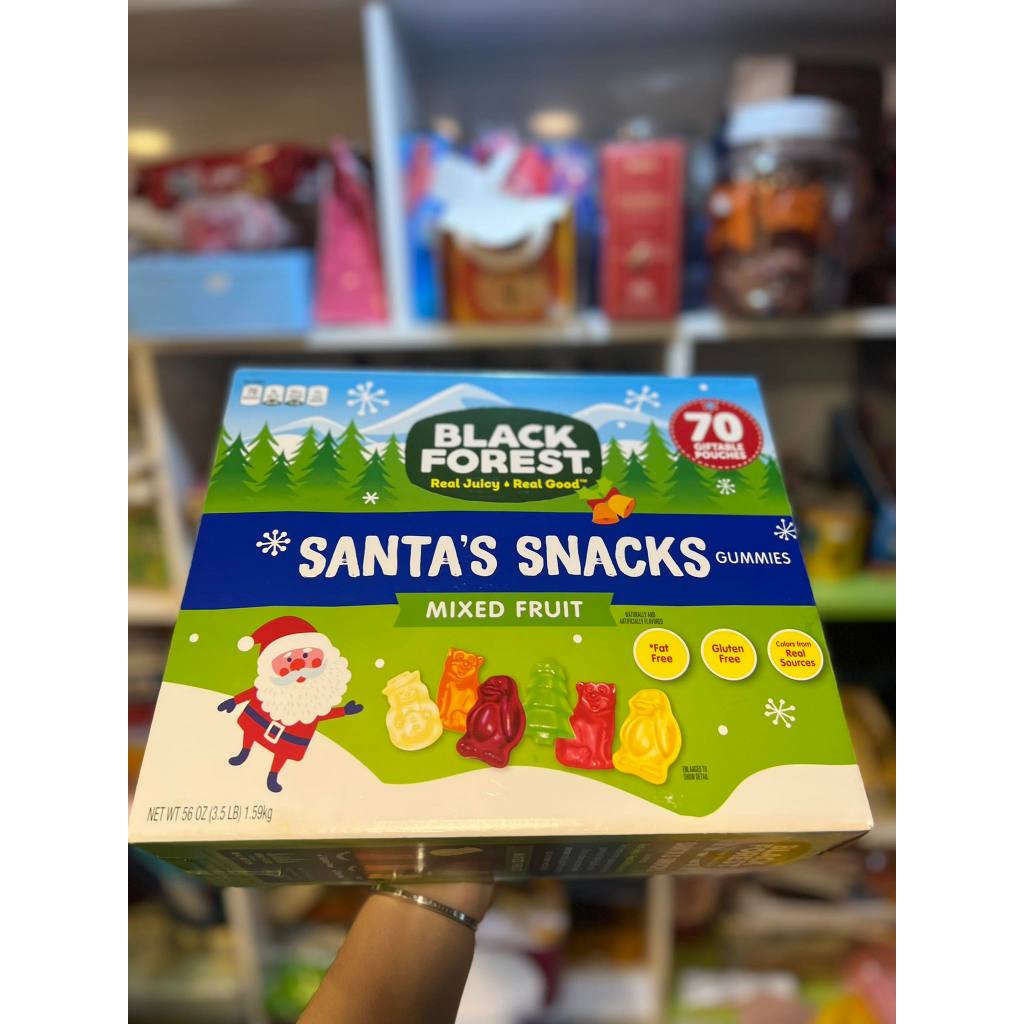 BLACK
FOREST®
Real Juicy • Real Good™
70
GIFTABLE
POUCHES
SANTA'S SNACKS GUMMIES
MIXED FRUIT
NATURALLY AND
ARTIFICIALLY FLAVORED
*Fat
Free
Gluten
Free
Colors from
Real
Sources
ENLARGED TO
SHOW DETAIL
NET WT 56 OZ (3.5 LB) 1.59kg